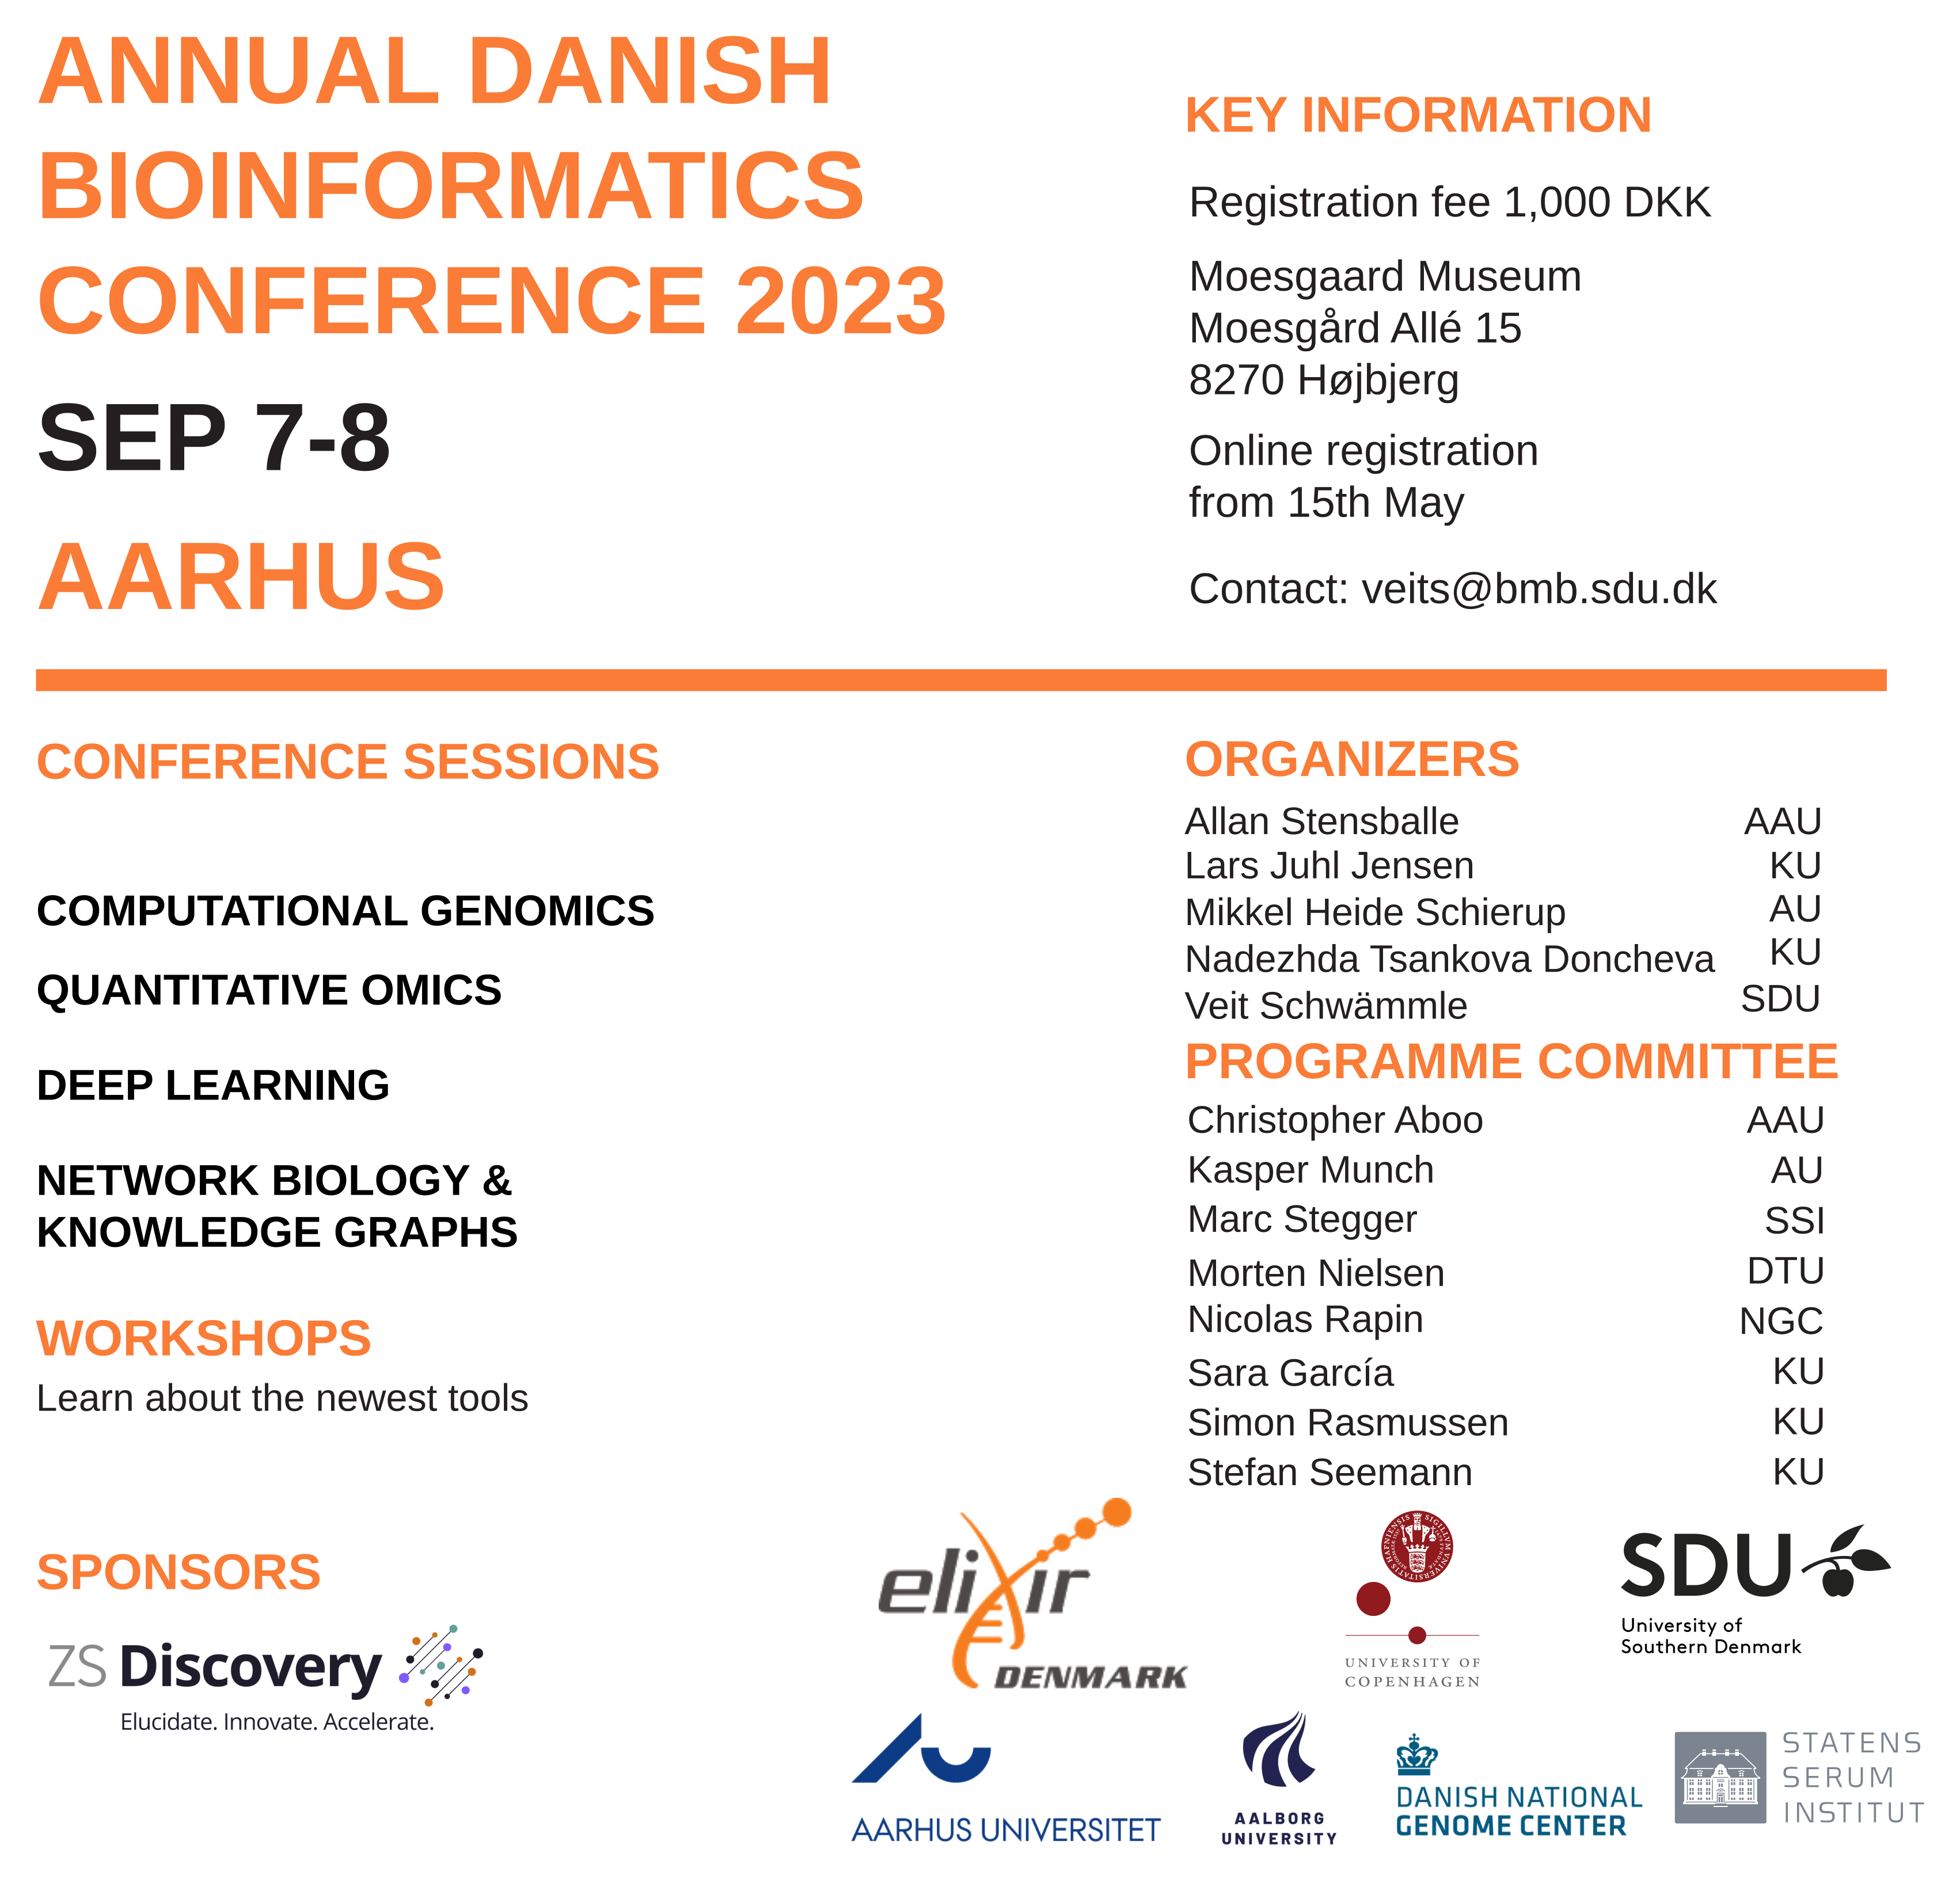 ANNUAL DANISH
BIOINFORMATICS
CONFERENCE 2023
SEP 7-8
AARHUS
KEY INFORMATION
Registration fee 1,000 DKK
Moesgaard Museum
Moesgård Allé 15
8270 Højbjerg
Online registration
from 15th May
Contact: veits@bmb.sdu.dk
CONFERENCE SESSIONS
COMPUTATIONAL GENOMICS
QUANTITATIVE OMICS
DEEP LEARNING
NETWORK BIOLOGY &
KNOWLEDGE GRAPHS
WORKSHOPS
Learn about the newest tools
ORGANIZERS
Allan Stensballe AAU
Lars Juhl Jensen KU
Mikkel Heide Schierup AU
Nadezhda Tsankova Doncheva KU
Veit Schwämmle SDU
PROGRAMME COMMITTEE
Christopher Aboo AAU
Kasper Munch AU
Marc Stegger SSI
Morten Nielsen DTU
Nicolas Rapin NGC
Sara García KU
Simon Rasmussen KU
Stefan Seemann KU
SPONSORS
ZS Discovery
Elucidate. Innovate. Accelerate.
elixir
DENMARK
UNIVERSITY OF
COPENHAGEN
SDU
University of
Southern Denmark
AARHUS UNIVERSITET
AALBORG
UNIVERSITY
DANISH NATIONAL
GENOME CENTER
STATENS
SERUM
INSTITUT